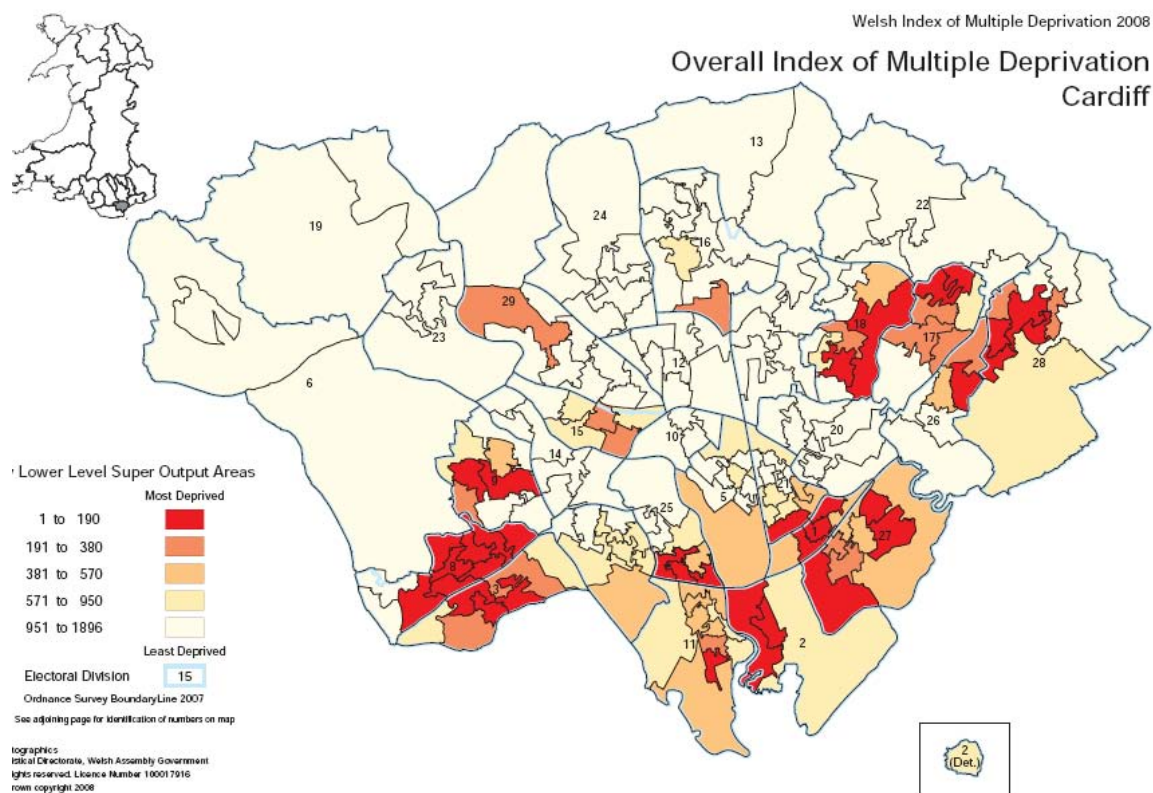 Welsh Index of Multiple Deprivation 2008
Overall Index of Multiple Deprivation
Cardiff
13
22
19
24
16
29
18
7
17
23
12
28
6
26
15
10
20
9
14
5
21
25
1
27
4
8
3
11
2
Lower Level Super Output Areas
Most Deprived
1 to 190
191 to 380
381 to 570
571 to 950
951 to 1896
Least Deprived
Electoral Division 15
Ordnance Survey BoundaryLine 2007
See adjoining page for identification of numbers on map
tographics
istical Directorate, Welsh Assembly Government
ights reserved. Licence Number 100017916
rown copyright 2008
2
(Det.)